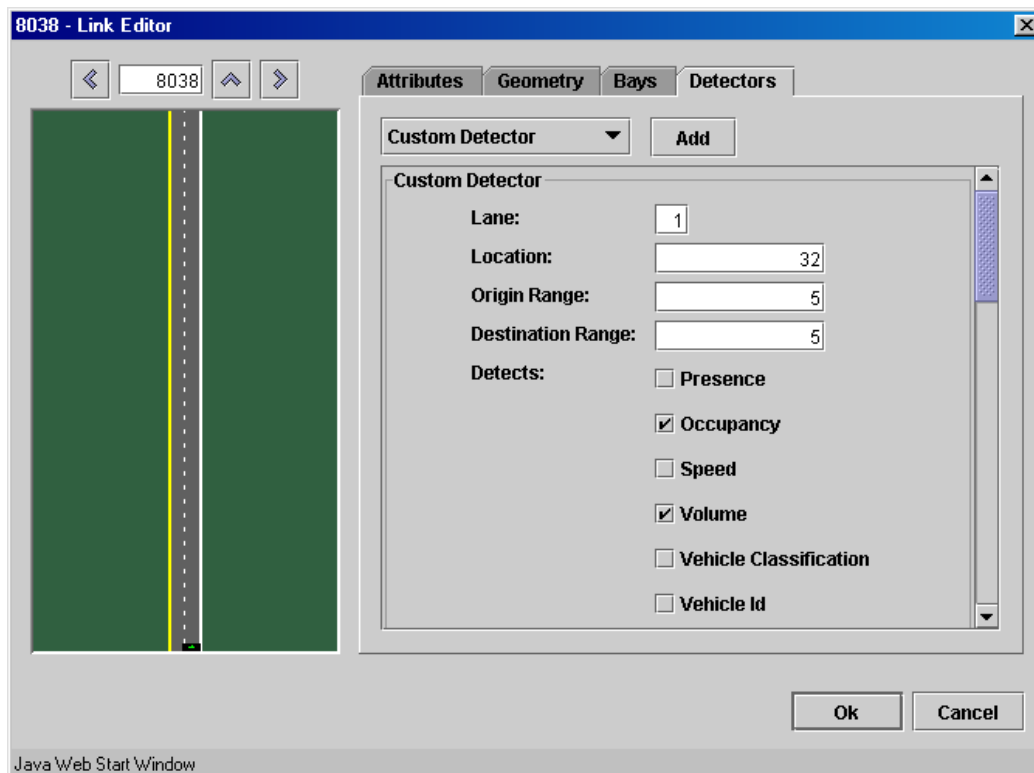 8038 - Link Editor
8038
Attributes Geometry Bays Detectors
Custom Detector Add
Custom Detector
Lane: 1
Location: 32
Origin Range: 5
Destination Range: 5
Detects: Presence
Occupancy
Speed
Volume
Vehicle Classification
Vehicle Id
Ok Cancel
Java Web Start Window